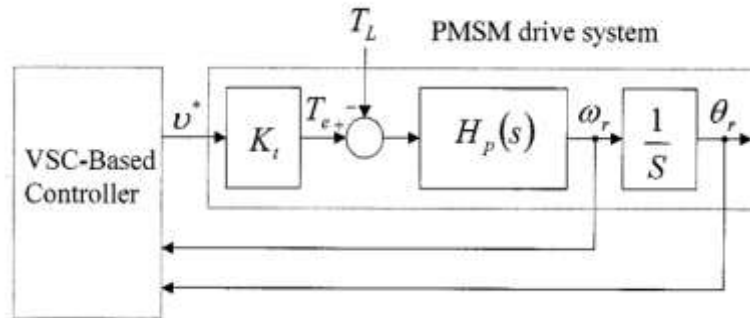 T_L
PMSM drive system
VSC-Based
Controller
υ*
K_t
T_e + -
H_p(s)
ω_r
1/S
θ_r